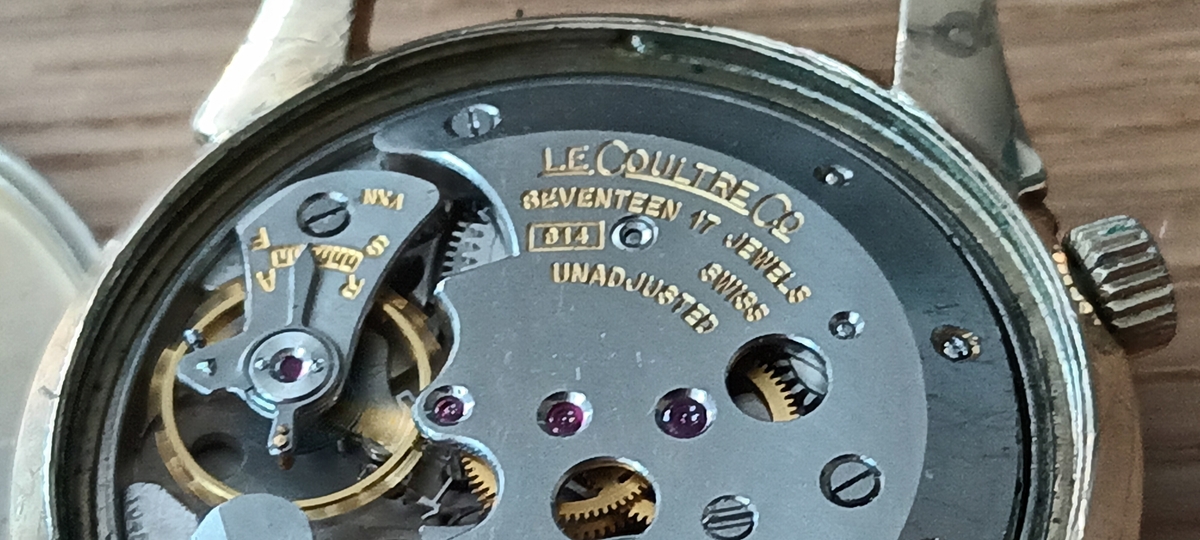 LECOULTRE Co
SEVENTEEN 17 JEWELS
814
SWISS
UNADJUSTED
VXN
A F
R S